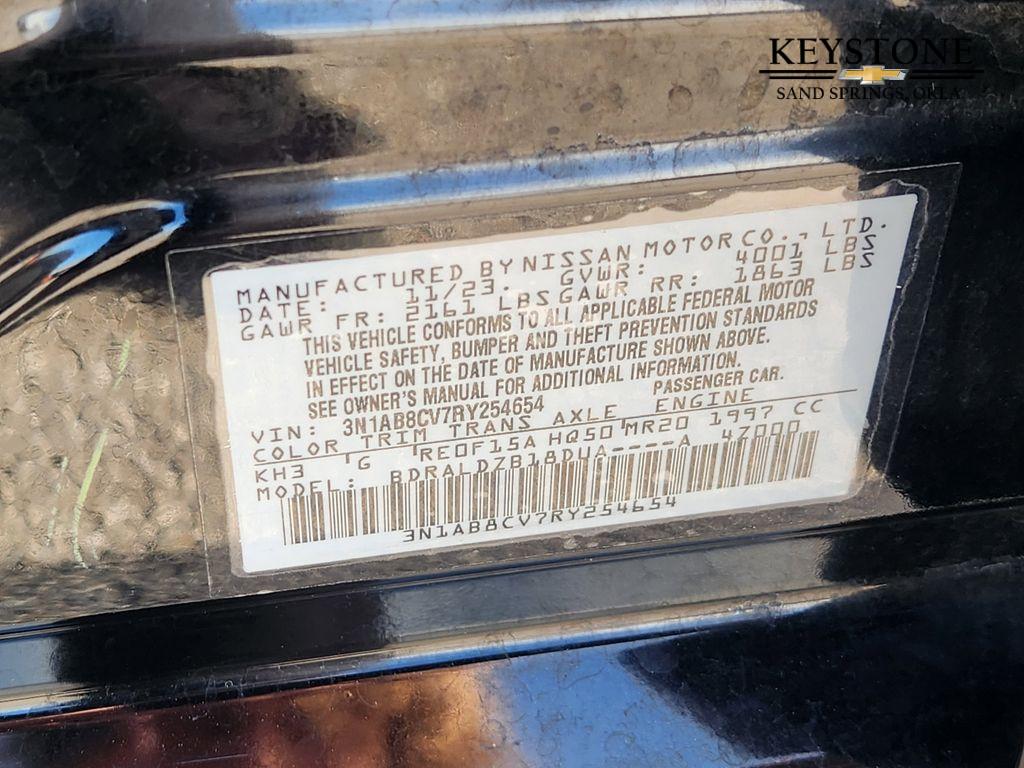 KEYSTONE
SAND SPRINGS, OKLA
MANUFACTURED BY NISSAN MOTOR CO., LTD.
DATE: 11/23. GVWR: 4001 LBS
GAWR FR: 2161 LBS GAWR RR: 1863 LBS
THIS VEHICLE CONFORMS TO ALL APPLICABLE FEDERAL MOTOR
VEHICLE SAFETY, BUMPER AND THEFT PREVENTION STANDARDS
IN EFFECT ON THE DATE OF MANUFACTURE SHOWN ABOVE.
SEE OWNER'S MANUAL FOR ADDITIONAL INFORMATION.
VIN: 3N1AB8CV7RY254654 PASSENGER CAR.
COLOR TRIM TRANS AXLE ENGINE
KH3 G RE0F15A HQ50 MR20 1997 CC
MODEL: BDRALDZB18DUA----A 47000
3N1AB8CV7RY254654